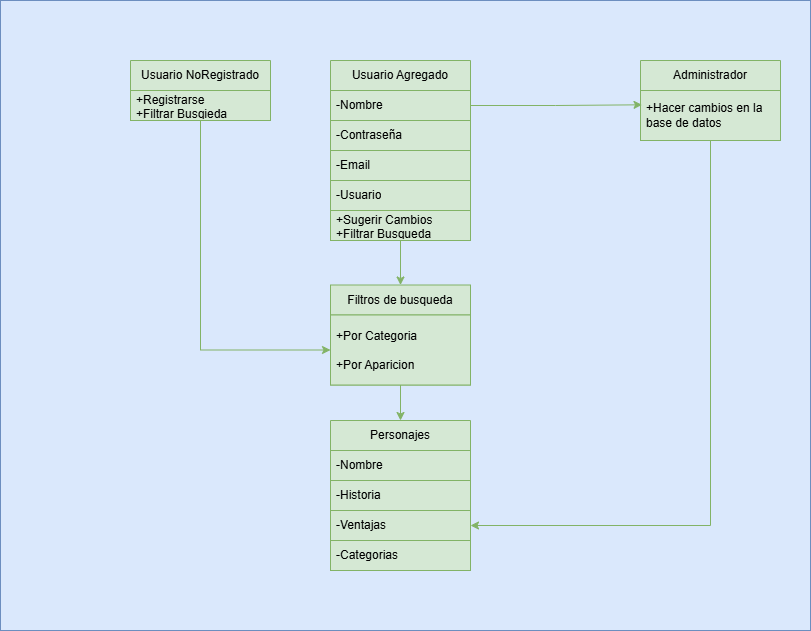 Usuario NoRegistrado
+Registrarse
+Filtrar Busqieda
Usuario Agregado
-Nombre
-Contraseña
-Email
-Usuario
+Sugerir Cambios
+Filtrar Busqueda
Administrador
+Hacer cambios en la
base de datos
Filtros de busqueda
+Por Categoria
+Por Aparicion
Personajes
-Nombre
-Historia
-Ventajas
-Categorias